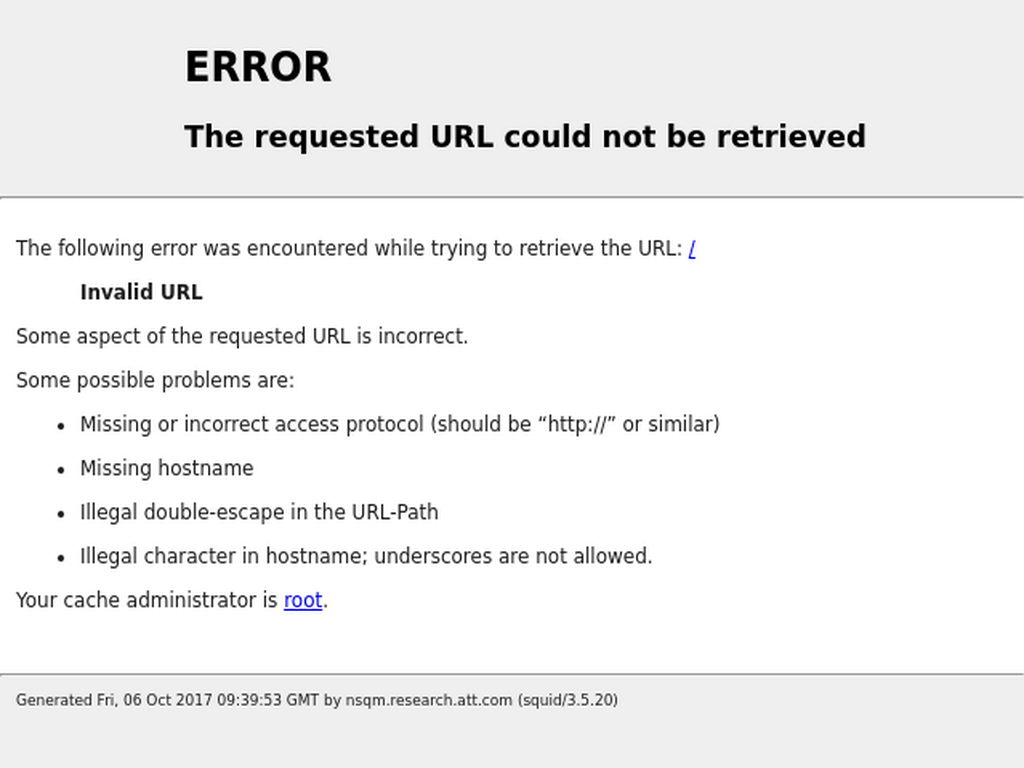 ERROR
The requested URL could not be retrieved
The following error was encountered while trying to retrieve the URL: /
Invalid URL
Some aspect of the requested URL is incorrect.
Some possible problems are:
• Missing or incorrect access protocol (should be “http://” or similar)
• Missing hostname
• Illegal double-escape in the URL-Path
• Illegal character in hostname; underscores are not allowed.
Your cache administrator is root.
Generated Fri, 06 Oct 2017 09:39:53 GMT by nsqm.research.att.com (squid/3.5.20)